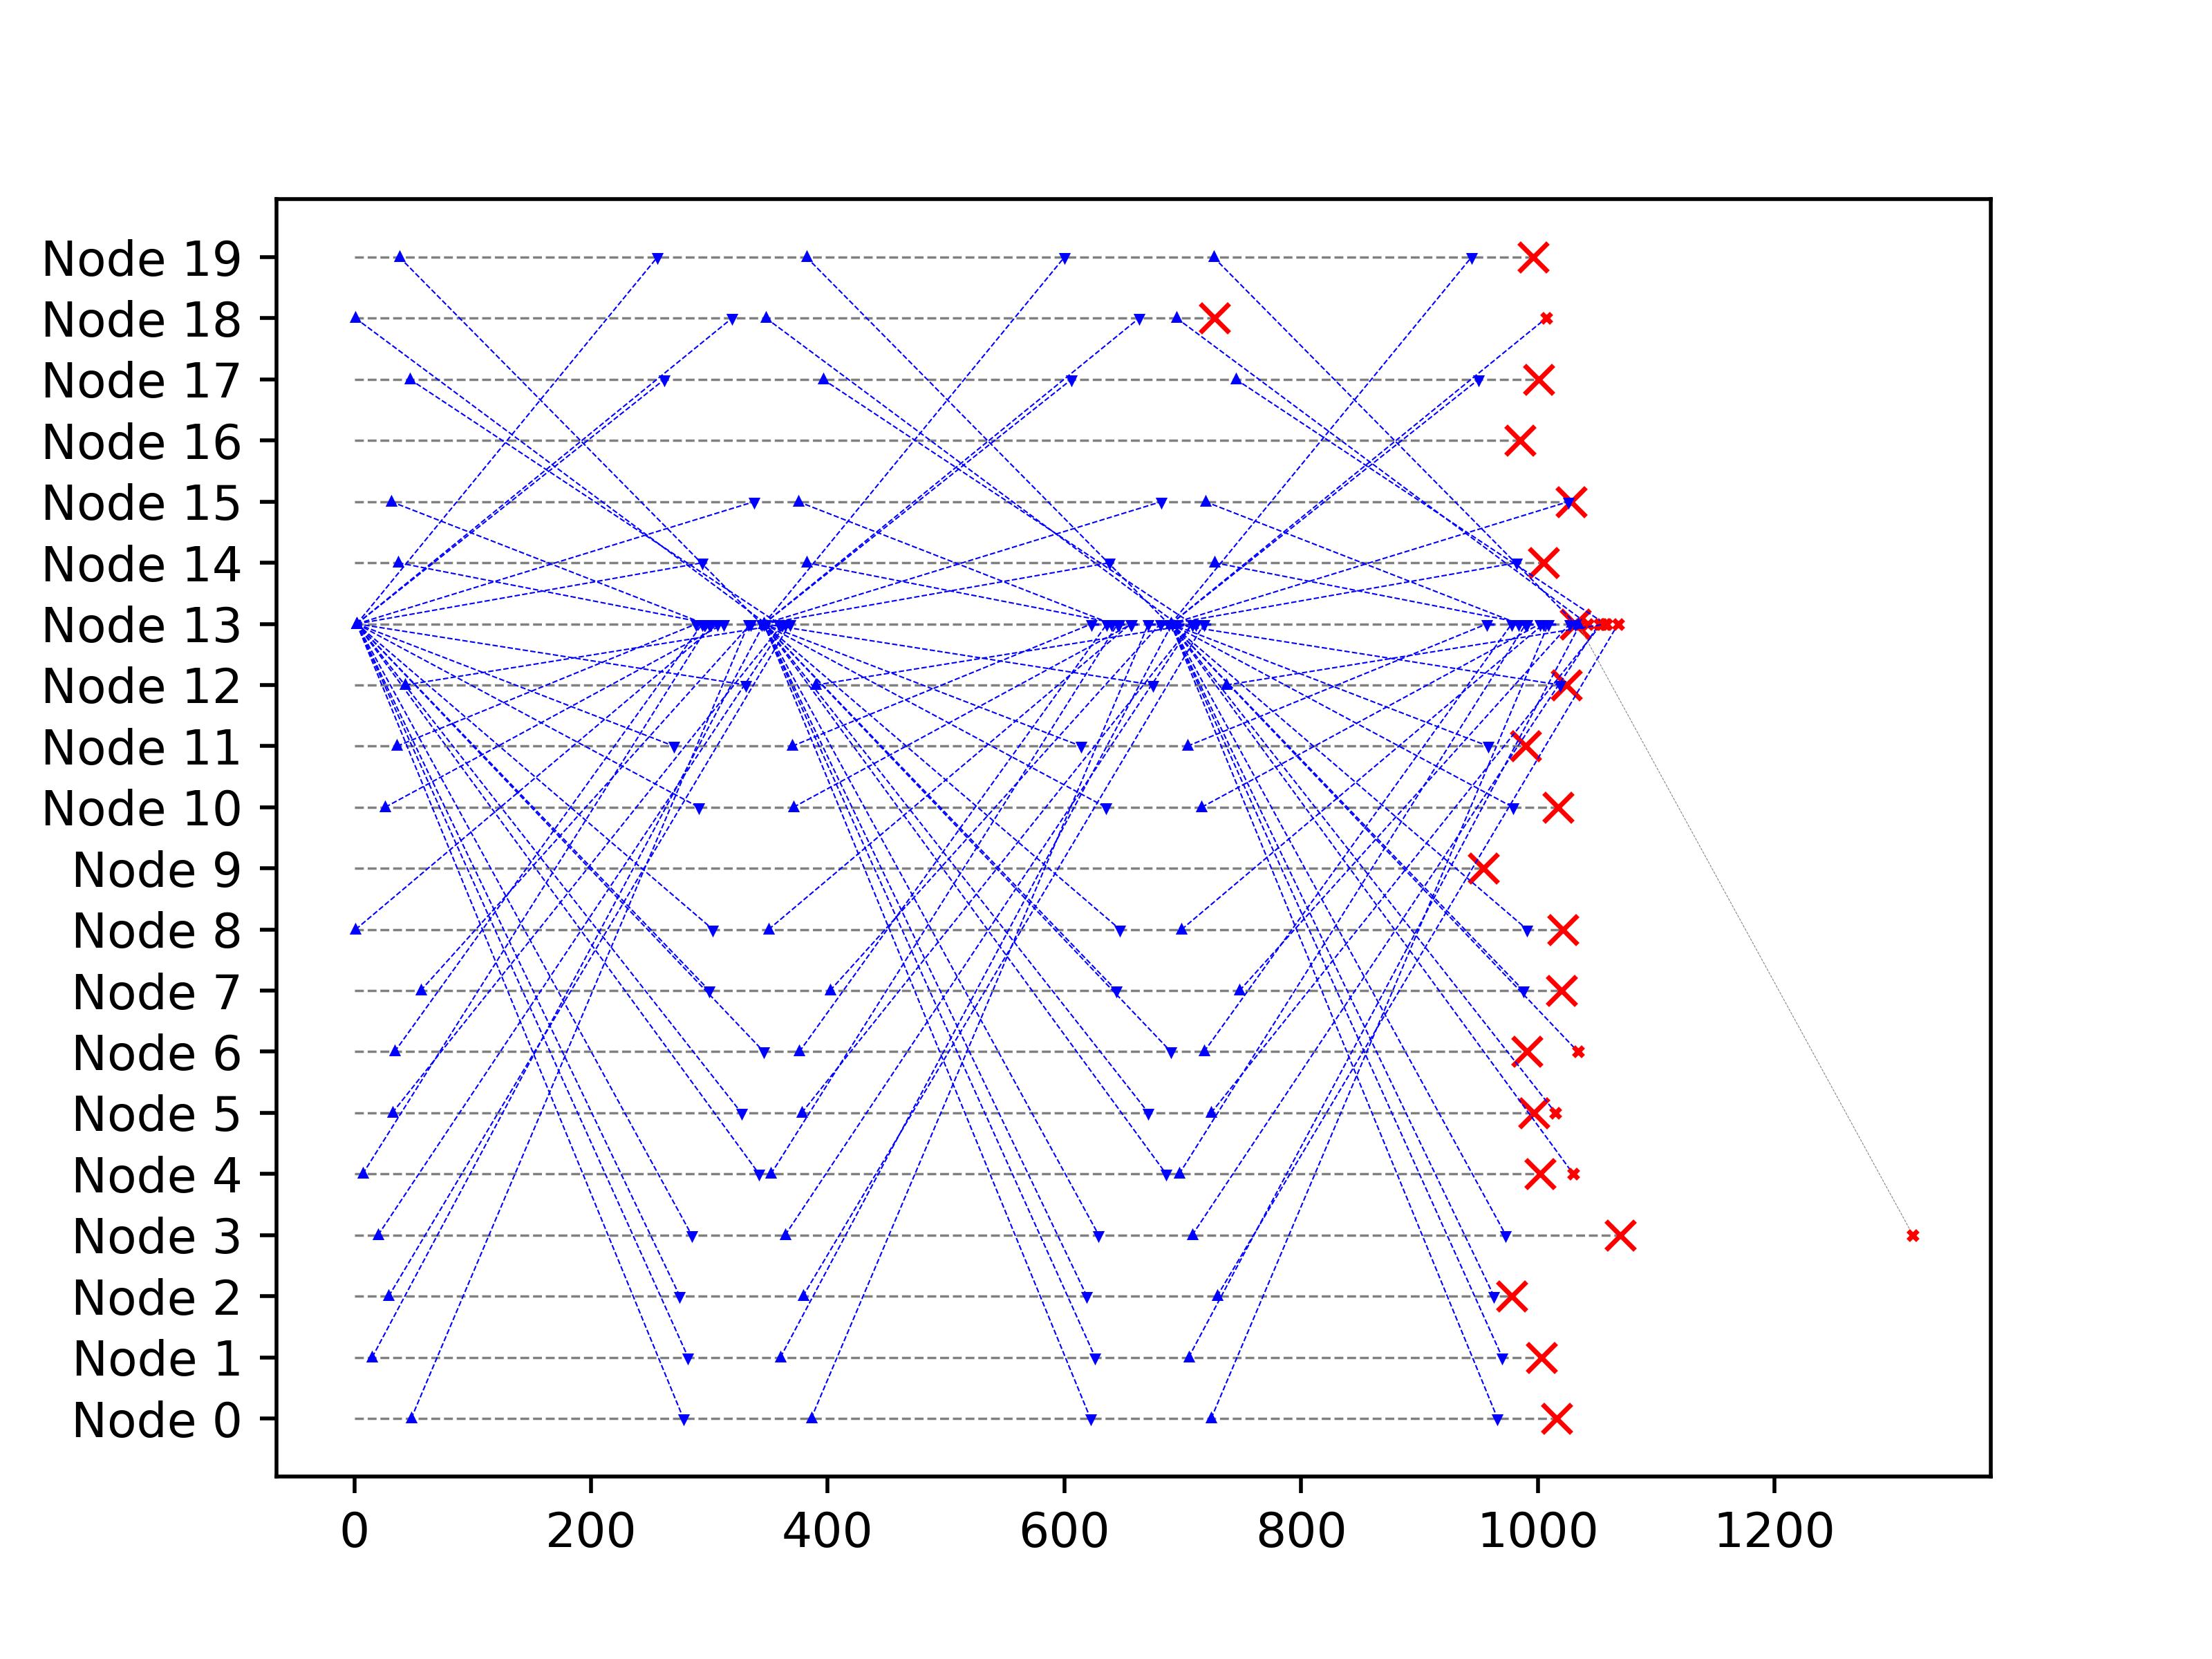 Node 19
Node 18
Node 17
Node 16
Node 15
Node 14
Node 13
Node 12
Node 11
Node 10
Node 9
Node 8
Node 7
Node 6
Node 5
Node 4
Node 3
Node 2
Node 1
Node 0
0 200 400 600 800 1000 1200